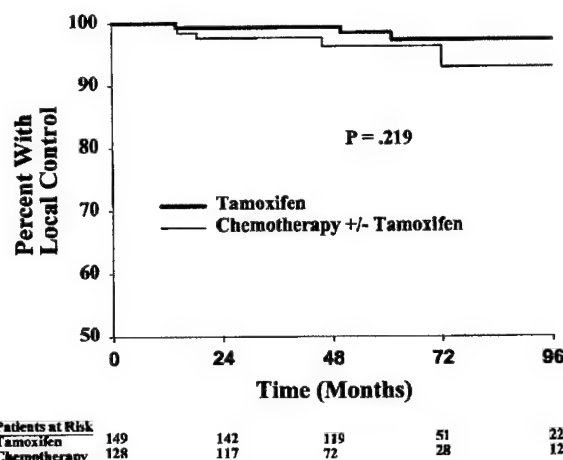 100
90
80
70
60
50
Percent With
Local Control
P = .219
Tamoxifen
Chemotherapy +/- Tamoxifen
0 24 48 72 96
Time (Months)
Patients at Risk
Tamoxifen 149 142 119 51 22
Chemotherapy 128 117 72 28 12